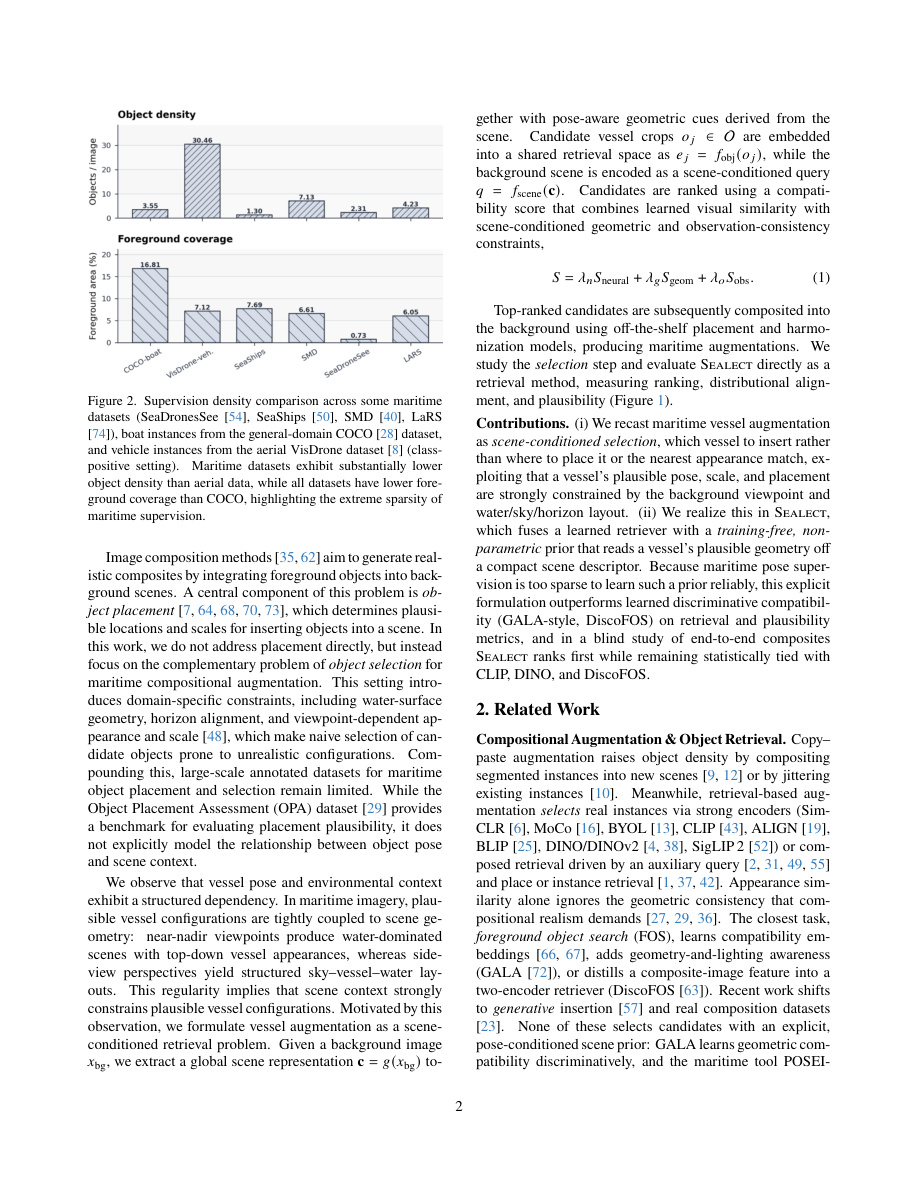 Object density
Objects / image
30
20
10
0
3.55
30.46
1.30
7.13
2.31
4.23
Foreground coverage
Foreground area (%)
20
15
10
5
0
16.81
7.12
7.69
6.61
0.73
6.05
COCO-boat
VisDrone-veh.
SeaShips
SMD
SeaDroneSee
LARS
Figure 2. Supervision density comparison across some maritime
datasets (SeaDronesSee [54], SeaShips [50], SMD [40], LaRS
[74]), boat instances from the general-domain COCO [28] dataset,
and vehicle instances from the aerial VisDrone dataset [8] (class-
positive setting). Maritime datasets exhibit substantially lower
object density than aerial data, while all datasets have lower fore-
ground coverage than COCO, highlighting the extreme sparsity of
maritime supervision.
Image composition methods [35, 62] aim to generate real-
istic composites by integrating foreground objects into back-
ground scenes. A central component of this problem is ob-
ject placement [7, 64, 68, 70, 73], which determines plausi-
ble locations and scales for inserting objects into a scene. In
this work, we do not address placement directly, but instead
focus on the complementary problem of object selection for
maritime compositional augmentation. This setting intro-
duces domain-specific constraints, including water-surface
geometry, horizon alignment, and viewpoint-dependent ap-
pearance and scale [48], which make naive selection of can-
didate objects prone to unrealistic configurations. Com-
pounding this, large-scale annotated datasets for maritime
object placement and selection remain limited. While the
Object Placement Assessment (OPA) dataset [29] provides
a benchmark for evaluating placement plausibility, it does
not explicitly model the relationship between object pose
and scene context.
We observe that vessel pose and environmental context
exhibit a structured dependency. In maritime imagery, plau-
sible vessel configurations are tightly coupled to scene ge-
ometry: near-nadir viewpoints produce water-dominated
scenes with top-down vessel appearances, whereas side-
view perspectives yield structured sky–vessel–water lay-
outs. This regularity implies that scene context strongly
constrains plausible vessel configurations. Motivated by this
observation, we formulate vessel augmentation as a scene-
conditioned retrieval problem. Given a background image
x_bg, we extract a global scene representation c = g(x_bg) to-
gether with pose-aware geometric cues derived from the
scene. Candidate vessel crops o_j ∈ O are embedded
into a shared retrieval space as e_j = f_obj(o_j), while the
background scene is encoded as a scene-conditioned query
q = f_scene(c). Candidates are ranked using a compati-
bility score that combines learned visual similarity with
scene-conditioned geometric and observation-consistency
constraints,
S = λ_n S_neural + λ_g S_geom + λ_o S_obs. (1)
Top-ranked candidates are subsequently composited into
the background using off-the-shelf placement and harmo-
nization models, producing maritime augmentations. We
study the selection step and evaluate SEALECT directly as a
retrieval method, measuring ranking, distributional align-
ment, and plausibility (Figure 1).
Contributions. (i) We recast maritime vessel augmentation
as scene-conditioned selection, which vessel to insert rather
than where to place it or the nearest appearance match, ex-
ploiting that a vessel's plausible pose, scale, and placement
are strongly constrained by the background viewpoint and
water/sky/horizon layout. (ii) We realize this in SEALECT,
which fuses a learned retriever with a training-free, non-
parametric prior that reads a vessel's plausible geometry off
a compact scene descriptor. Because maritime pose super-
vision is too sparse to learn such a prior reliably, this explicit
formulation outperforms learned discriminative compatibil-
ity (GALA-style, DiscoFOS) on retrieval and plausibility
metrics, and in a blind study of end-to-end composites
SEALECT ranks first while remaining statistically tied with
CLIP, DINO, and DiscoFOS.
2. Related Work
Compositional Augmentation & Object Retrieval. Copy–
paste augmentation raises object density by compositing
segmented instances into new scenes [9, 12] or by jittering
existing instances [10]. Meanwhile, retrieval-based aug-
mentation selects real instances via strong encoders (Sim-
CLR [6], MoCo [16], BYOL [13], CLIP [43], ALIGN [19],
BLIP [25], DINO/DINOv2 [4, 38], SigLIP 2 [52]) or com-
posed retrieval driven by an auxiliary query [2, 31, 49, 55]
and place or instance retrieval [1, 37, 42]. Appearance sim-
ilarity alone ignores the geometric consistency that com-
positional realism demands [27, 29, 36]. The closest task,
foreground object search (FOS), learns compatibility em-
beddings [66, 67], adds geometry-and-lighting awareness
(GALA [72]), or distills a composite-image feature into a
two-encoder retriever (DiscoFOS [63]). Recent work shifts
to generative insertion [57] and real composition datasets
[23]. None of these selects candidates with an explicit,
pose-conditioned scene prior: GALA learns geometric com-
patibility discriminatively, and the maritime tool POSEI-
2